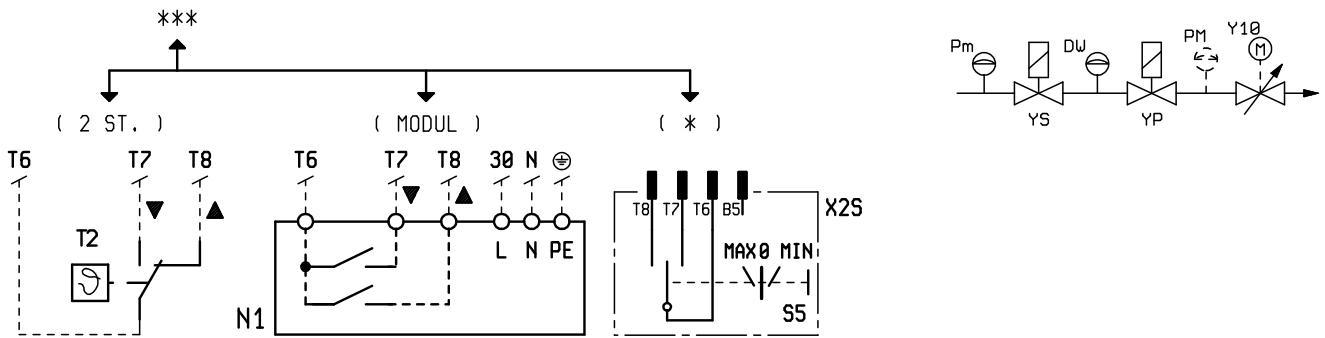 ***
( 2 ST. )
( MODUL )
( * )
T6 T7 T8
T2
T6 T7 T8 30 N
L N PE
N1
T8 T7 T6 B5
X2S
MAX 0 MIN
S5
Pm
DW
PM
Y10
M
YS
YP